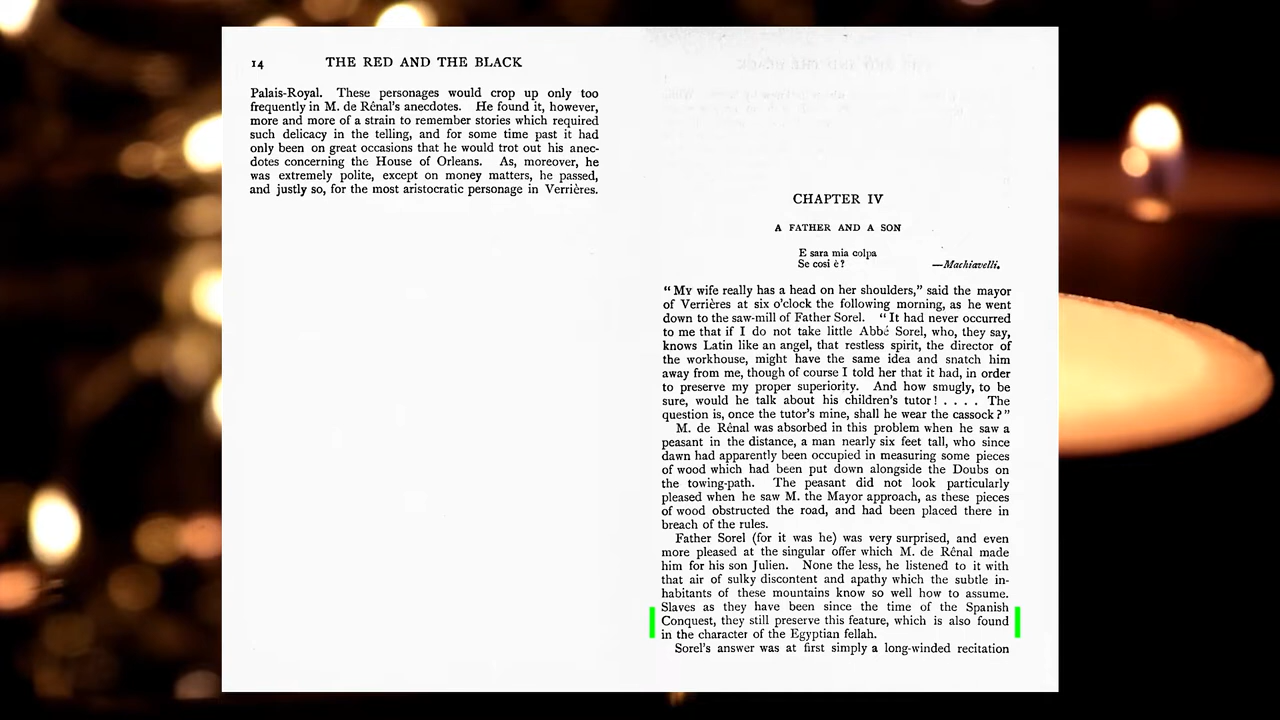 14 THE RED AND THE BLACK
Palais-Royal. These personages would crop up only too
frequently in M. de Rênal's anecdotes. He found it, however,
more and more of a strain to remember stories which required
such delicacy in the telling, and for some time past it had
only been on great occasions that he would trot out his anec-
dotes concerning the House of Orleans. As, moreover, he
was extremely polite, except on money matters, he passed,
and justly so, for the most aristocratic personage in Verrières.
CHAPTER IV
A FATHER AND A SON
E sara mia colpa
Se cosi è? —Machiavelli.
“ My wife really has a head on her shoulders,” said the mayor
of Verrières at six o'clock the following morning, as he went
down to the saw-mill of Father Sorel. “ It had never occurred
to me that if I do not take little Abbé Sorel, who, they say,
knows Latin like an angel, that restless spirit, the director of
the workhouse, might have the same idea and snatch him
away from me, though of course I told her that it had, in order
to preserve my proper superiority. And how smugly, to be
sure, would he talk about his children's tutor! . . . . The
question is, once the tutor's mine, shall he wear the cassock?”
M. de Rênal was absorbed in this problem when he saw a
peasant in the distance, a man nearly six feet tall, who since
dawn had apparently been occupied in measuring some pieces
of wood which had been put down alongside the Doubs on
the towing-path. The peasant did not look particularly
pleased when he saw M. the Mayor approach, as these pieces
of wood obstructed the road, and had been placed there in
breach of the rules.
Father Sorel (for it was he) was very surprised, and even
more pleased at the singular offer which M. de Rênal made
him for his son Julien. None the less, he listened to it with
that air of sulky discontent and apathy which the subtle in-
habitants of these mountains know so well how to assume.
Slaves as they have been since the time of the Spanish
Conquest, they still preserve this feature, which is also found
in the character of the Egyptian fellah.
Sorel's answer was at first simply a long-winded recitation